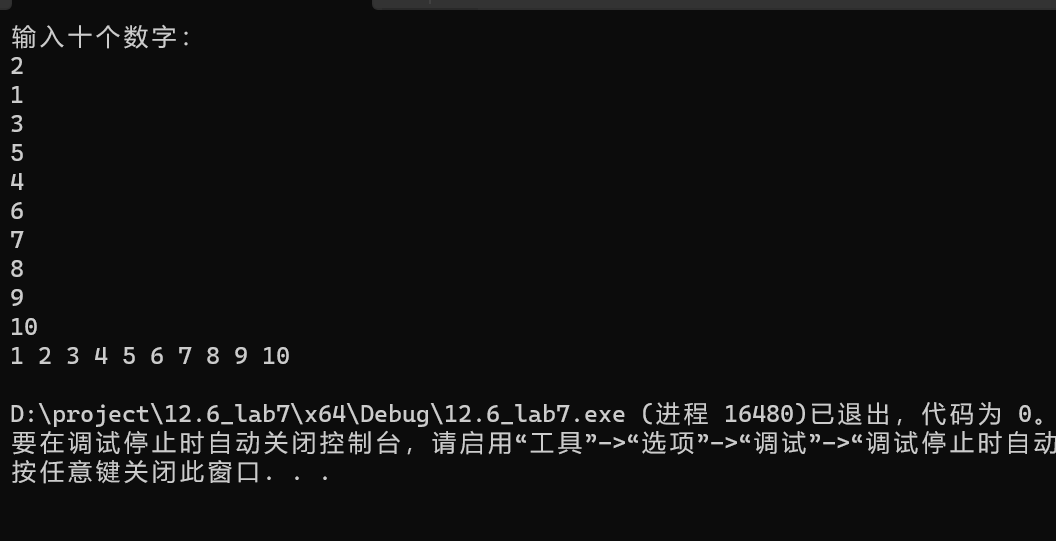 输入十个数字:
2
1
3
5
4
6
7
8
9
10
1 2 3 4 5 6 7 8 9 10
D:\project\12.6_lab7\x64\Debug\12.6_lab7.exe (进程 16480)已退出，代码为 0。
要在调试停止时自动关闭控制台，请启用“工具”->“选项”->“调试”->“调试停止时自动
按任意键关闭此窗口. . .